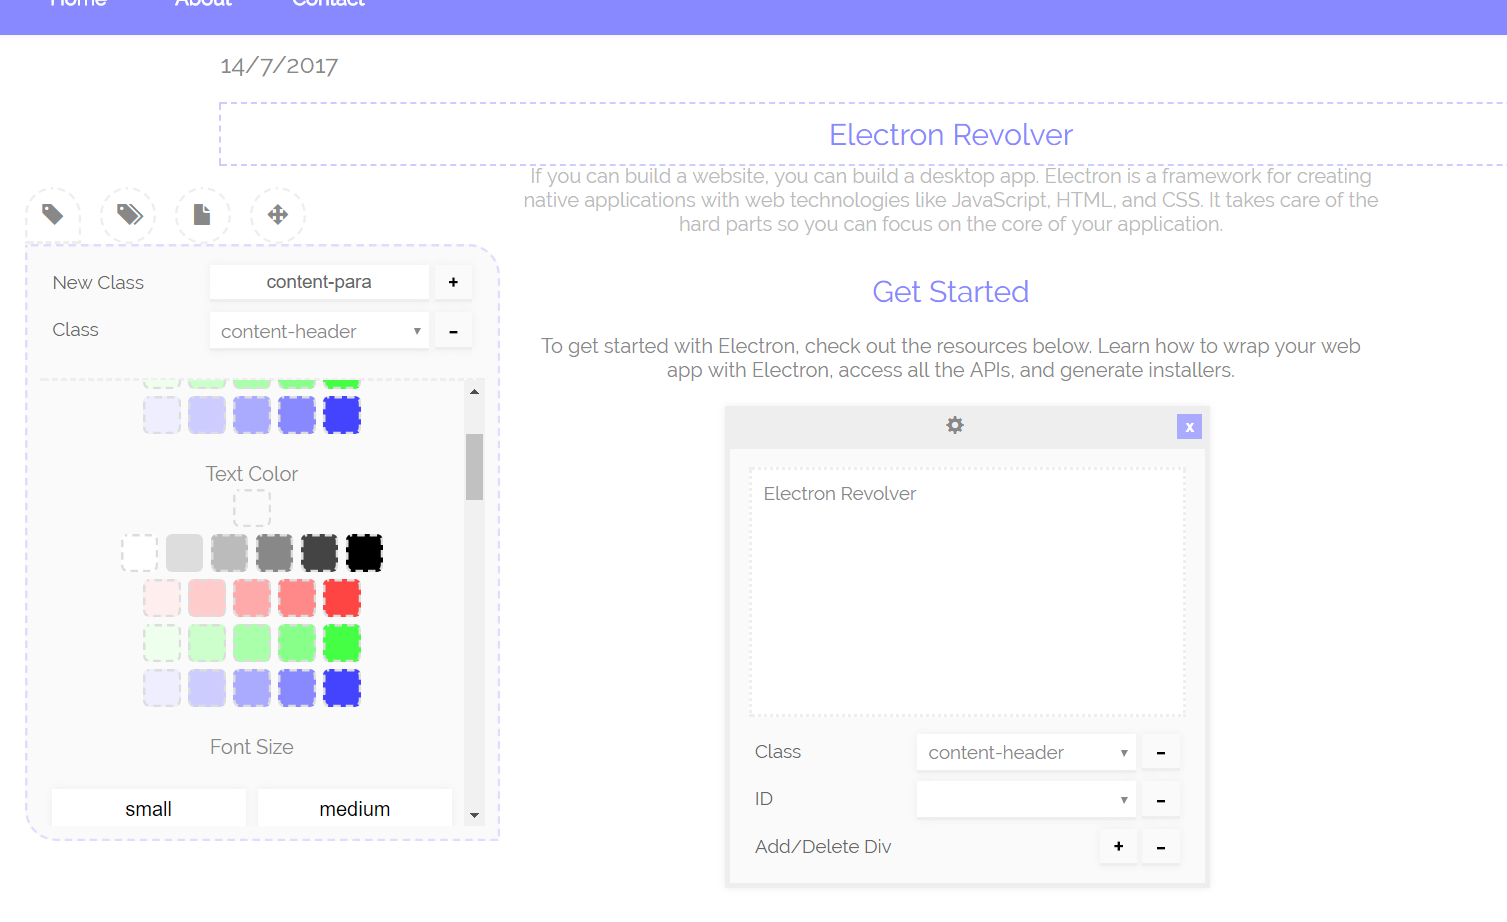 Home About Contact
14/7/2017
Electron Revolver
If you can build a website, you can build a desktop app. Electron is a framework for creating
native applications with web technologies like JavaScript, HTML, and CSS. It takes care of the
hard parts so you can focus on the core of your application.
Get Started
To get started with Electron, check out the resources below. Learn how to wrap your web
app with Electron, access all the APIs, and generate installers.
New Class content-para +
Class content-header -
Text Color
Font Size
small medium
x
Electron Revolver
Class content-header -
ID -
Add/Delete Div + -